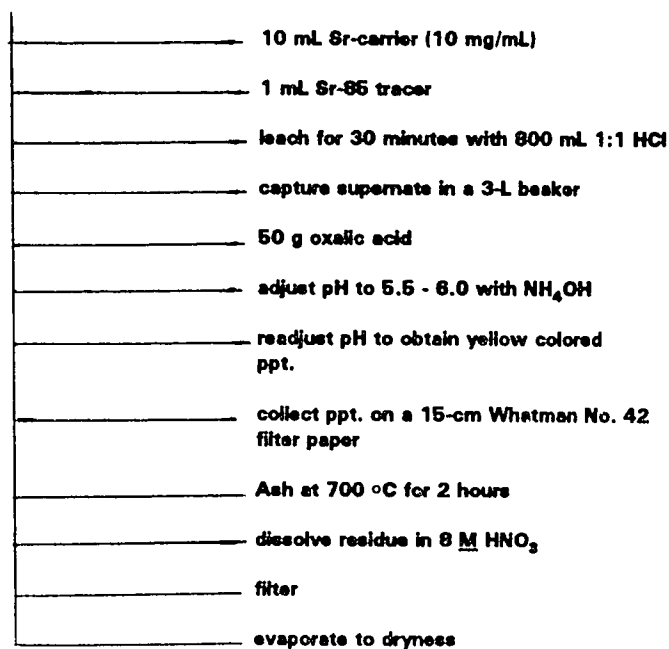 10 mL Sr-carrier (10 mg/mL)
1 mL Sr-85 tracer
leach for 30 minutes with 800 mL 1:1 HCl
capture supernate in a 3-L beaker
50 g oxalic acid
adjust pH to 5.5 - 6.0 with NH₄OH
readjust pH to obtain yellow colored
ppt.
collect ppt. on a 15-cm Whatman No. 42
filter paper
Ash at 700 °C for 2 hours
dissolve residue in 8 M HNO₃
filter
evaporate to dryness